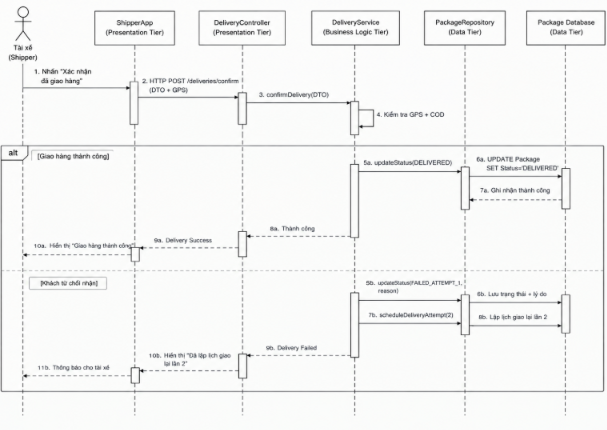 ShipperApp
(Presentation Tier)
DeliveryController
(Presentation Tier)
DeliveryService
(Business Logic Tier)
PackageRepository
(Data Tier)
Package Database
(Data Tier)
Tài xế
(Shipper)
1. Nhấn "Xác nhận
đã giao hàng"
2. HTTP POST /deliveries/confirm
(DTO + GPS)
3. confirmDelivery(DTO)
4. Kiểm tra GPS + COD
alt
[Giao hàng thành công]
5a. updateStatus(DELIVERED)
6a. UPDATE Package
SET Status='DELIVERED'
7a. Ghi nhận thành công
8a. Thành công
9a. Delivery Success
10a. Hiển thị "Giao hàng thành công"
[Khách từ chối nhận]
5b. updateStatus(FAILED_ATTEMPT_1,
reason)
6b. Lưu trạng thái + lý do
7b. scheduleDeliveryAttempt(2)
8b. Lập lịch giao lại lần 2
9b. Delivery Failed
10b. Hiển thị "Đã lập lịch giao
lại lần 2"
11b. Thông báo cho tài xế